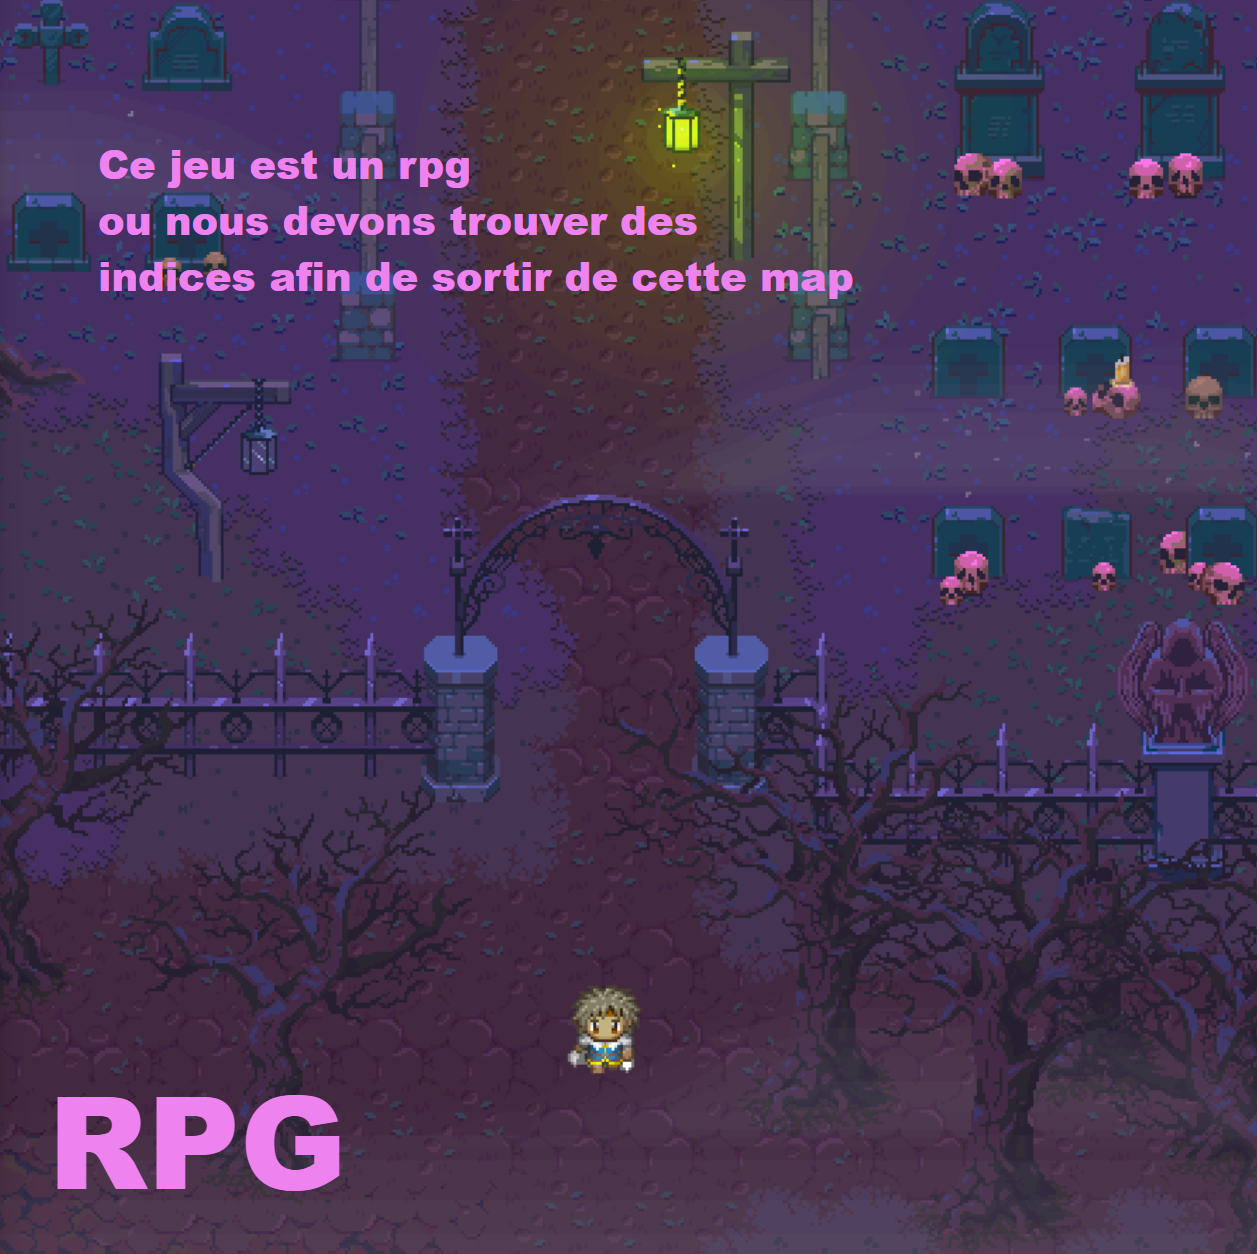 Ce jeu est un rpg
ou nous devons trouver des
indices afin de sortir de cette map
RPG